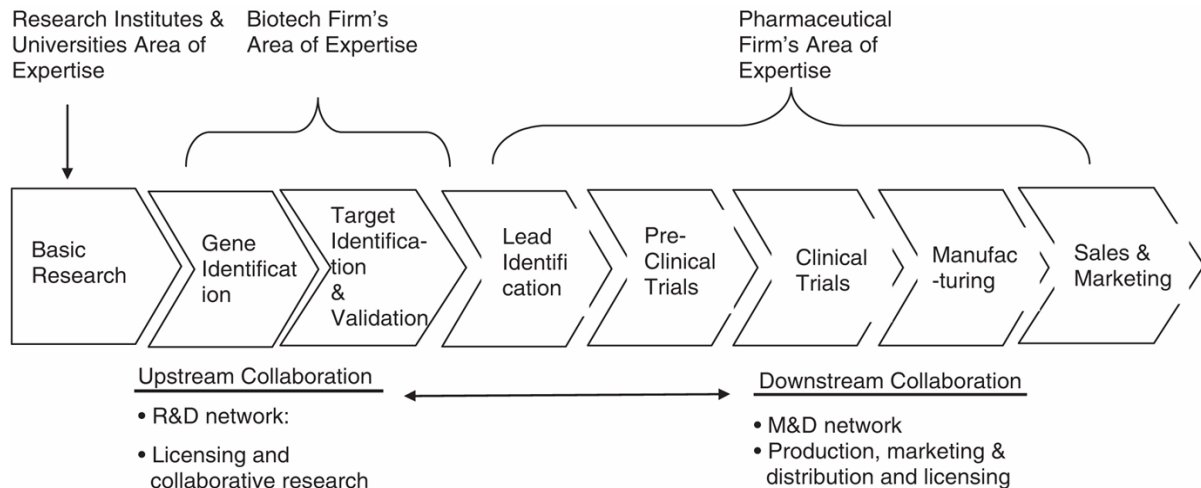 Research Institutes &
Universities Area of
Expertise
Biotech Firm's
Area of Expertise
Pharmaceutical
Firm's Area of
Expertise
Basic
Research
Gene
Identificat
ion
Target
Identifica-
tion
&
Validation
Lead
Identifi
cation
Pre-
Clinical
Trials
Clinical
Trials
Manufac
-turing
Sales &
Marketing
Upstream Collaboration
• R&D network:
• Licensing and
collaborative research
Downstream Collaboration
• M&D network
• Production, marketing &
distribution and licensing